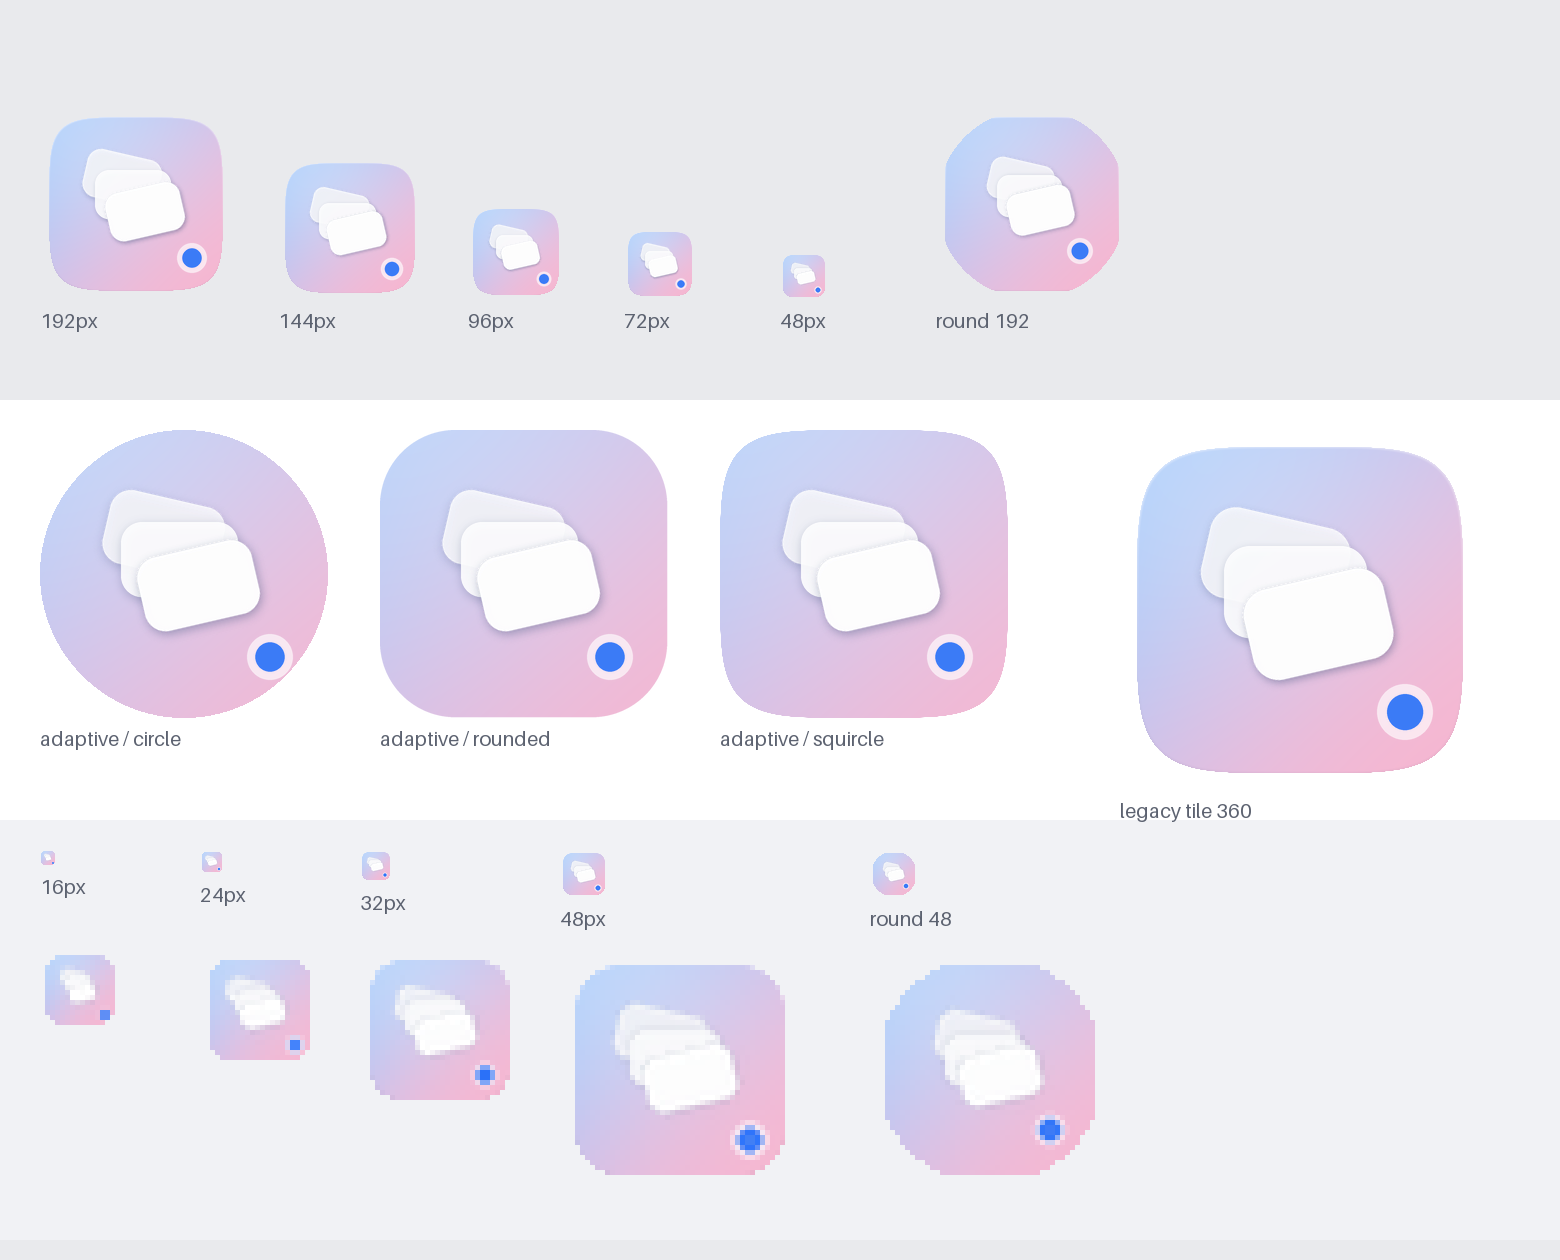 192px
144px
96px
72px
48px
round 192
adaptive / circle
adaptive / rounded
adaptive / squircle
legacy tile 360
16px
24px
32px
48px
round 48